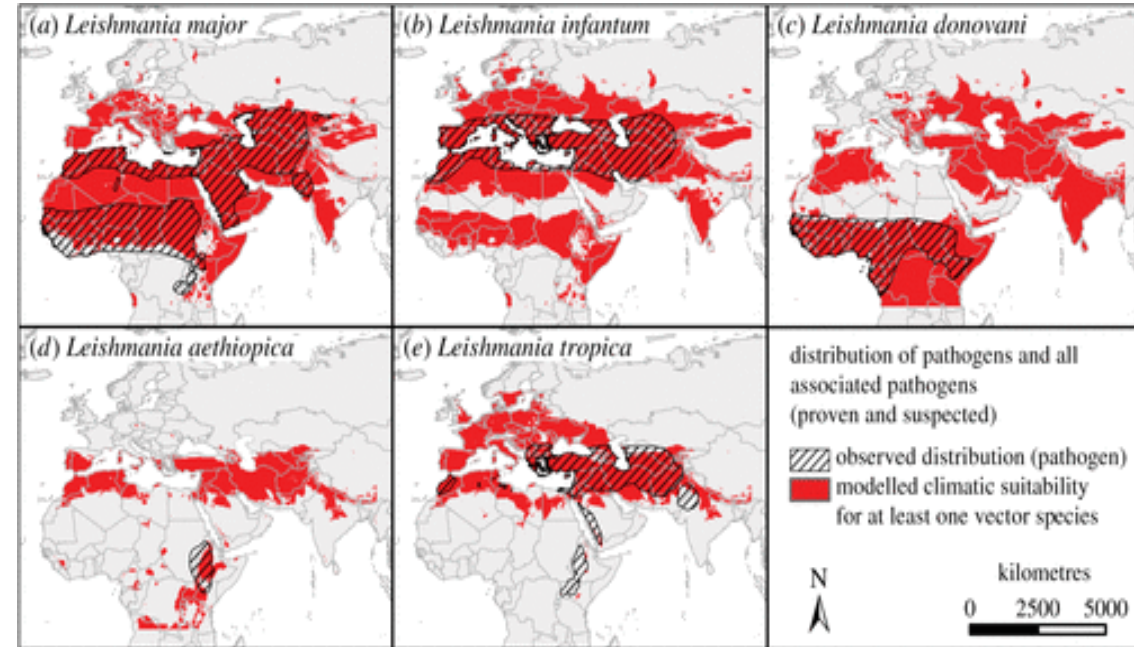 (a) Leishmania major
(b) Leishmania infantum
(c) Leishmania donovani
(d) Leishmania aethiopica
(e) Leishmania tropica
distribution of pathogens and all
associated pathogens
(proven and suspected)
observed distribution (pathogen)
modelled climatic suitability
for at least one vector species
N
kilometres
0 2500 5000